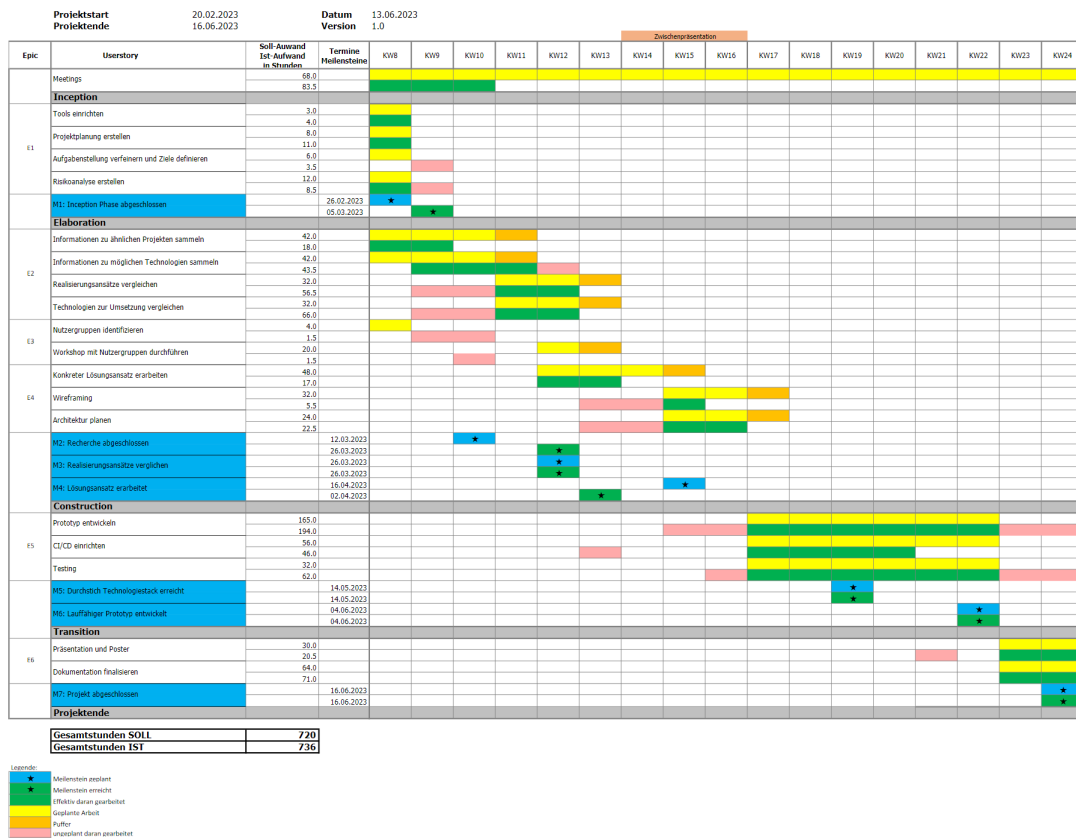 Projektstart 20.02.2023 Datum 13.06.2023
Projektende 16.06.2023 Version 1.0
Zwischenpräsentation
Epic Userstory Soll-Auwand Ist-Aufwand in Stunden Termine Meilensteine KW8 KW9 KW10 KW11 KW12 KW13 KW14 KW15 KW16 KW17 KW18 KW19 KW20 KW21 KW22 KW23 KW24
Meetings 68.0
83.5
Inception
E1
Tools einrichten 3.0
4.0
Projektplanung erstellen 8.0
11.0
Aufgabenstellung verfeinern und Ziele definieren 6.0
3.5
Risikoanalyse erstellen 12.0
8.5
M1: Inception Phase abgeschlossen 26.02.2023 ★
05.03.2023 ★
Elaboration
E2
Informationen zu ähnlichen Projekten sammeln 42.0
18.0
Informationen zu möglichen Technologien sammeln 42.0
43.5
Realisierungsansätze vergleichen 32.0
56.5
Technologien zur Umsetzung vergleichen 32.0
66.0
E3
Nutzergruppen identifizieren 4.0
1.5
Workshop mit Nutzergruppen durchführen 20.0
1.5
E4
Konkreter Lösungsansatz erarbeiten 48.0
17.0
Wireframing 32.0
5.5
Architektur planen 24.0
22.5
M2: Recherche abgeschlossen 12.03.2023 ★
26.03.2023 ★
M3: Realisierungsansätze verglichen 26.03.2023 ★
26.03.2023 ★
M4: Lösungsansatz erarbeitet 16.04.2023 ★
02.04.2023 ★
Construction
E5
Prototyp entwickeln 165.0
194.0
CI/CD einrichten 56.0
46.0
Testing 32.0
62.0
M5: Durchstich Technologiestack erreicht 14.05.2023 ★
14.05.2023 ★
M6: Lauffähiger Prototyp entwickelt 04.06.2023 ★
04.06.2023 ★
Transition
E6
Präsentation und Poster 30.0
20.5
Dokumentation finalisieren 64.0
71.0
M7: Projekt abgeschlossen 16.06.2023 ★
16.06.2023 ★
Projektende
Gesamtstunden SOLL 720
Gesamtstunden IST 736
Legende:
★ Meilenstein geplant
★ Meilenstein erreicht
Effektiv daran gearbeitet
Geplante Arbeit
Puffer
ungeplant daran gearbeitet